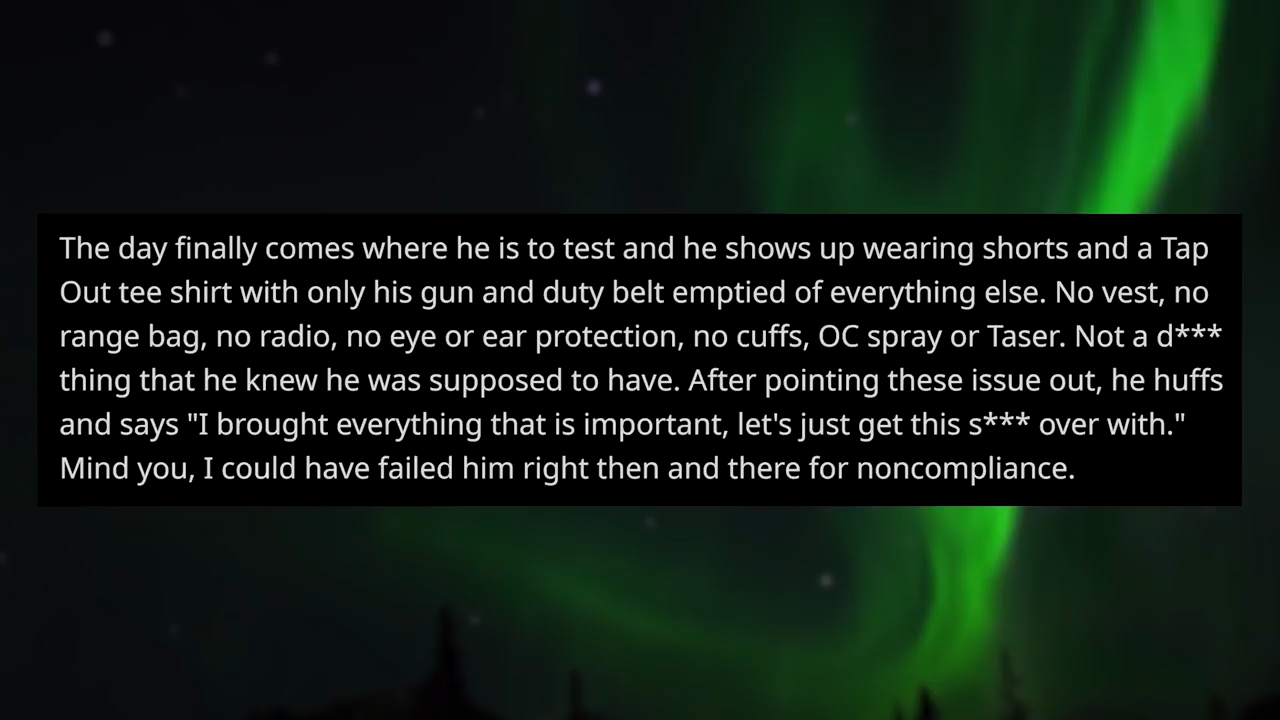 The day finally comes where he is to test and he shows up wearing shorts and a Tap
Out tee shirt with only his gun and duty belt emptied of everything else. No vest, no
range bag, no radio, no eye or ear protection, no cuffs, OC spray or Taser. Not a d***
thing that he knew he was supposed to have. After pointing these issue out, he huffs
and says "I brought everything that is important, let's just get this s*** over with."
Mind you, I could have failed him right then and there for noncompliance.